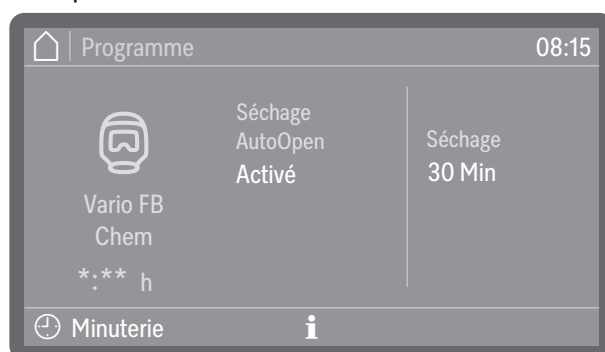 Programme
08:15
Vario FB
Chem
*:** h
Séchage
AutoOpen
Activé
Séchage
30 Min
Minuterie
i